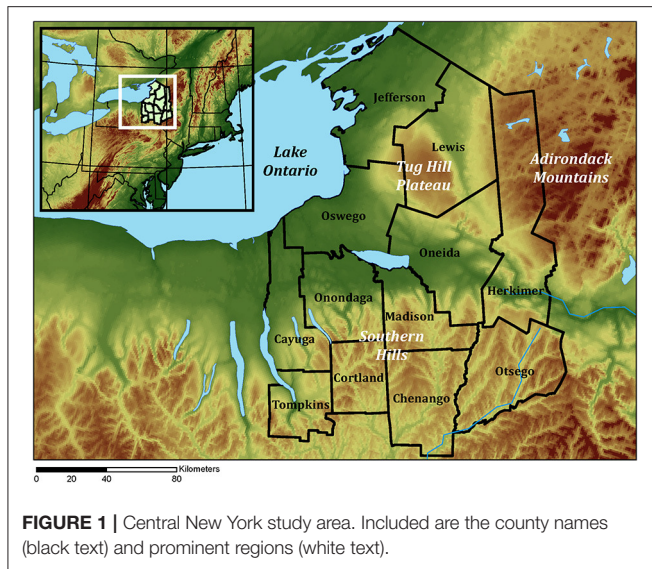 Jefferson
Lewis
Lake
Ontario
Tug Hill
Plateau
Adirondack
Mountains
Oswego
Oneida
Herkimer
Onondaga
Madison
Cayuga
Southern
Hills
Cortland
Otsego
Tompkins
Chenango
Kilometers
0 20 40 80
FIGURE 1 | Central New York study area. Included are the county names
(black text) and prominent regions (white text).